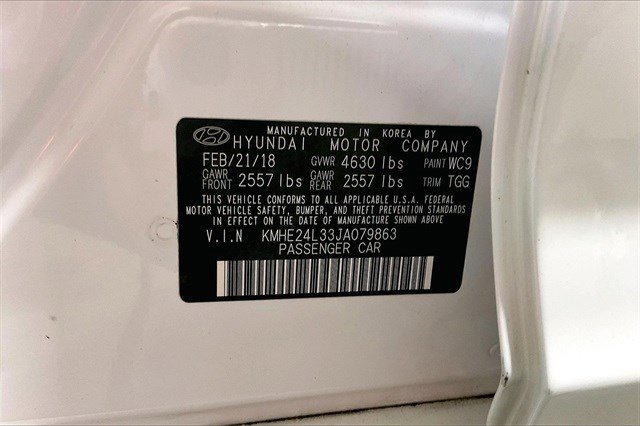 MANUFACTURED IN KOREA BY
HYUNDAI MOTOR COMPANY
FEB/21/18 GVWR 4630 lbs PAINT WC9
GAWR FRONT 2557 lbs GAWR REAR 2557 lbs TRIM TGG
THIS VEHICLE CONFORMS TO ALL APPLICABLE U.S.A. FEDERAL
MOTOR VEHICLE SAFETY, BUMPER, AND THEFT PREVENTION STANDARDS
IN EFFECT ON THE DATE OF MANUFACTURE SHOWN ABOVE.
V.I.N KMHE24L33JA079863
PASSENGER CAR